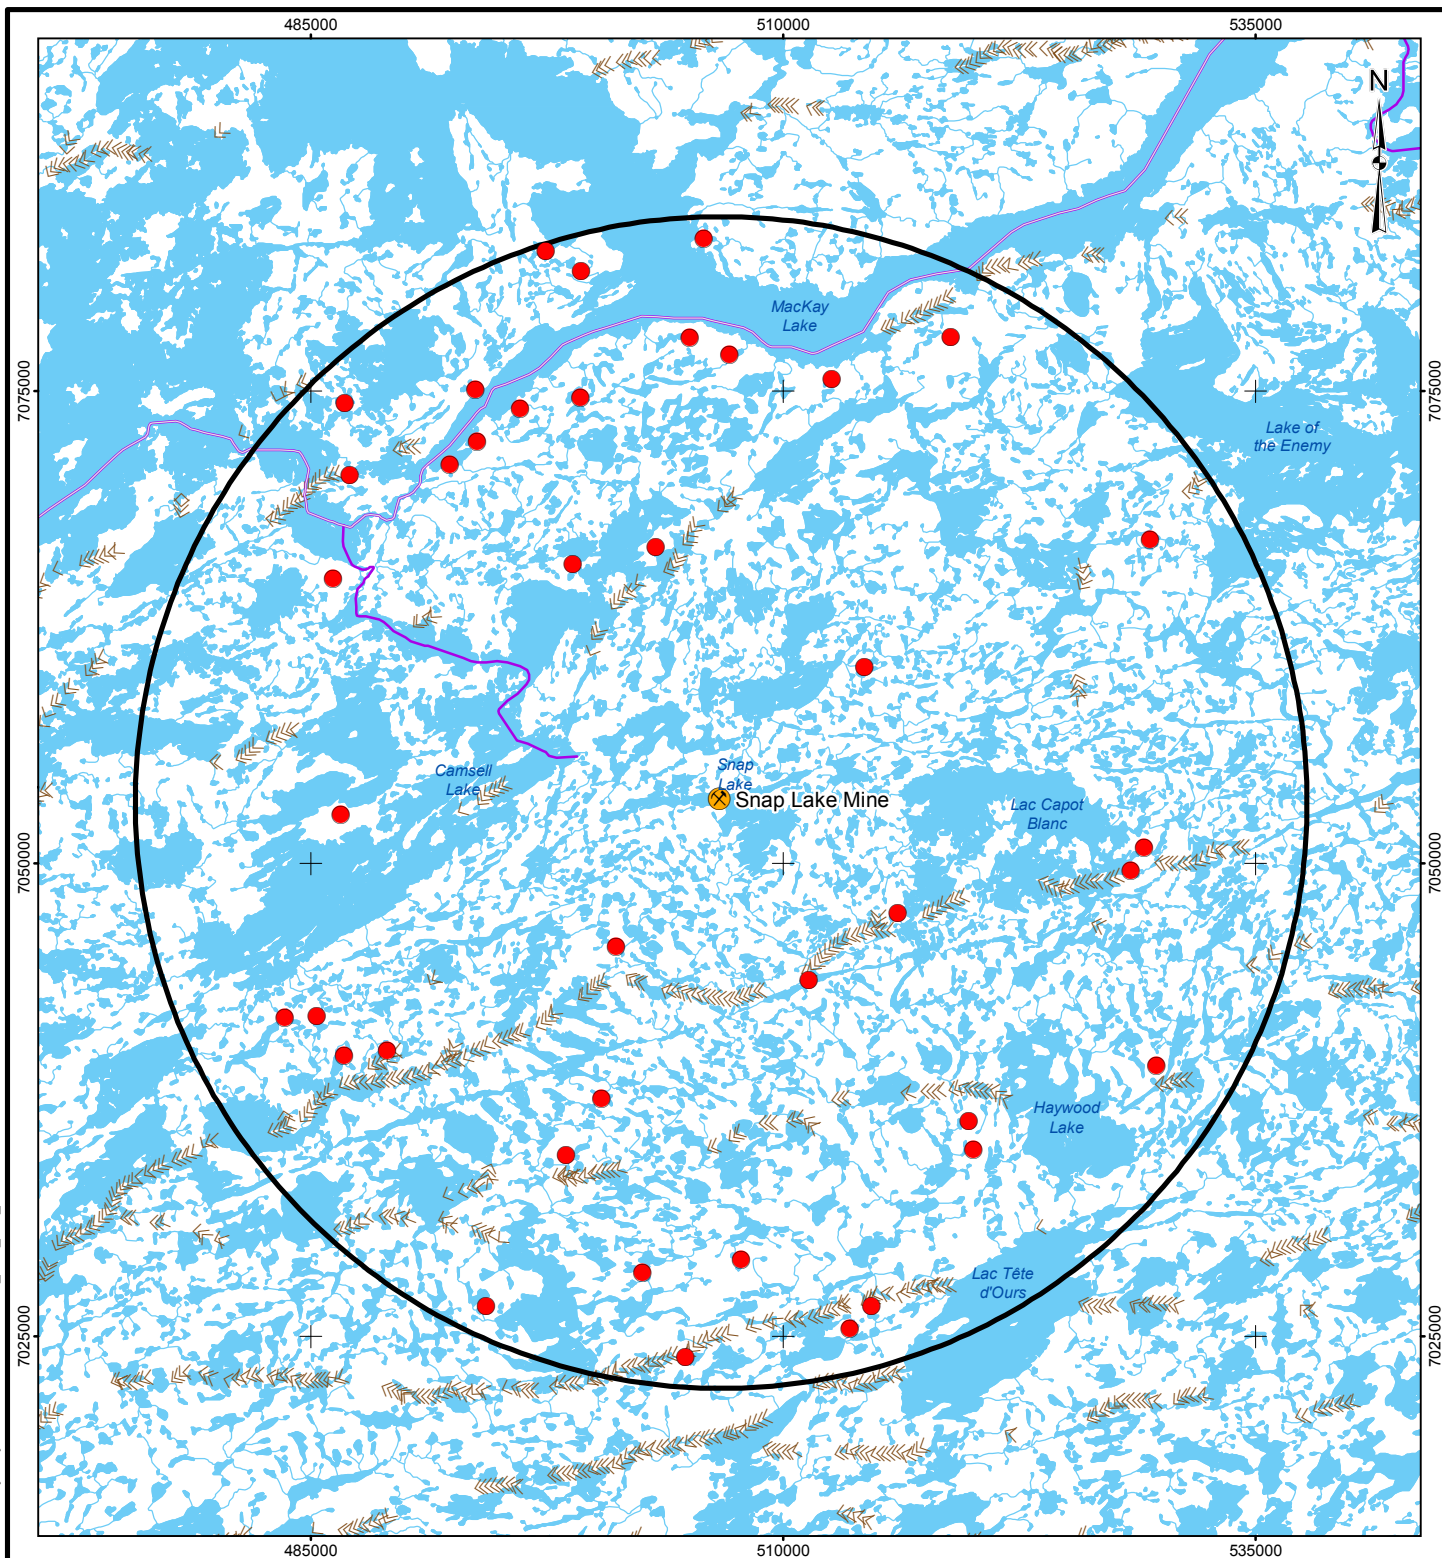 485000
510000
535000
N
MacKay
Lake
7075000
7075000
Lake of
the Enemy
Snap
Lake
Camsell
Lake
Snap Lake Mine
Lac Capot
Blanc
7050000
7050000
Haywood
Lake
Lac Tête
d'Ours
7025000
7025000
485000
510000
535000